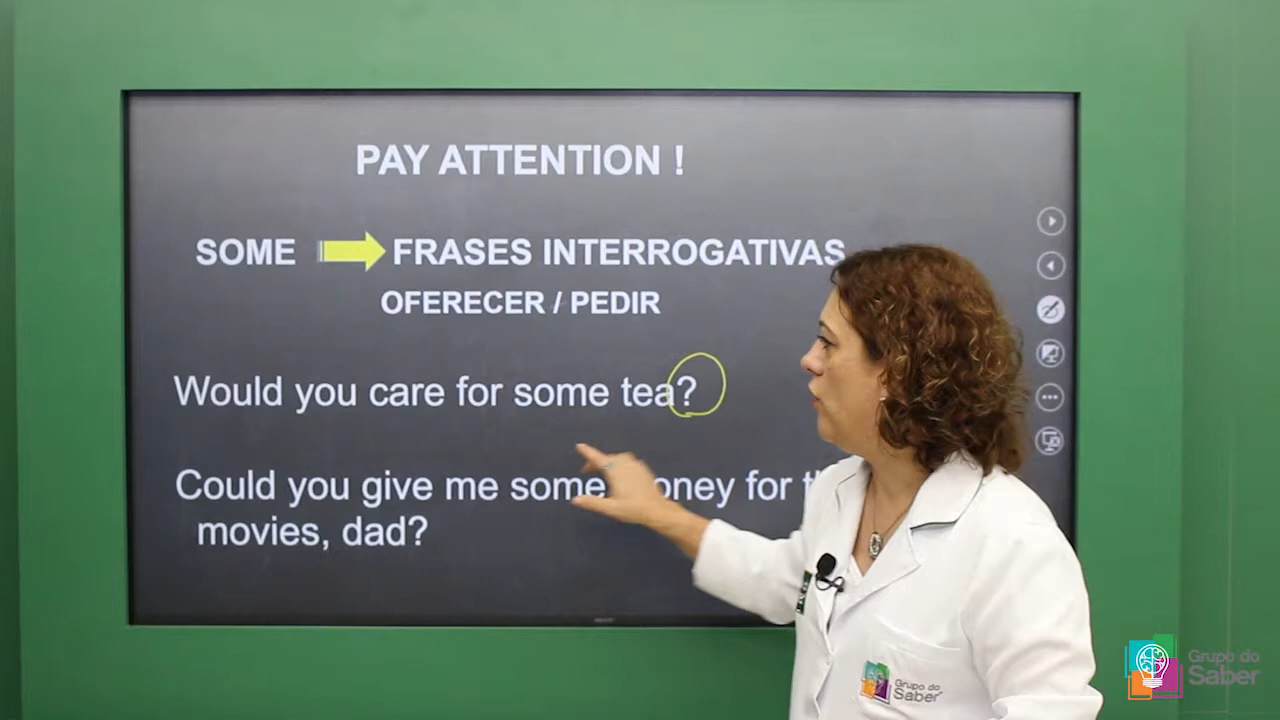 PAY ATTENTION !
SOME FRASES INTERROGATIVAS
OFERECER / PEDIR
Would you care for some tea?
Could you give me some for
movies, dad?
Grupo do
Saber
Grupo do
Saber